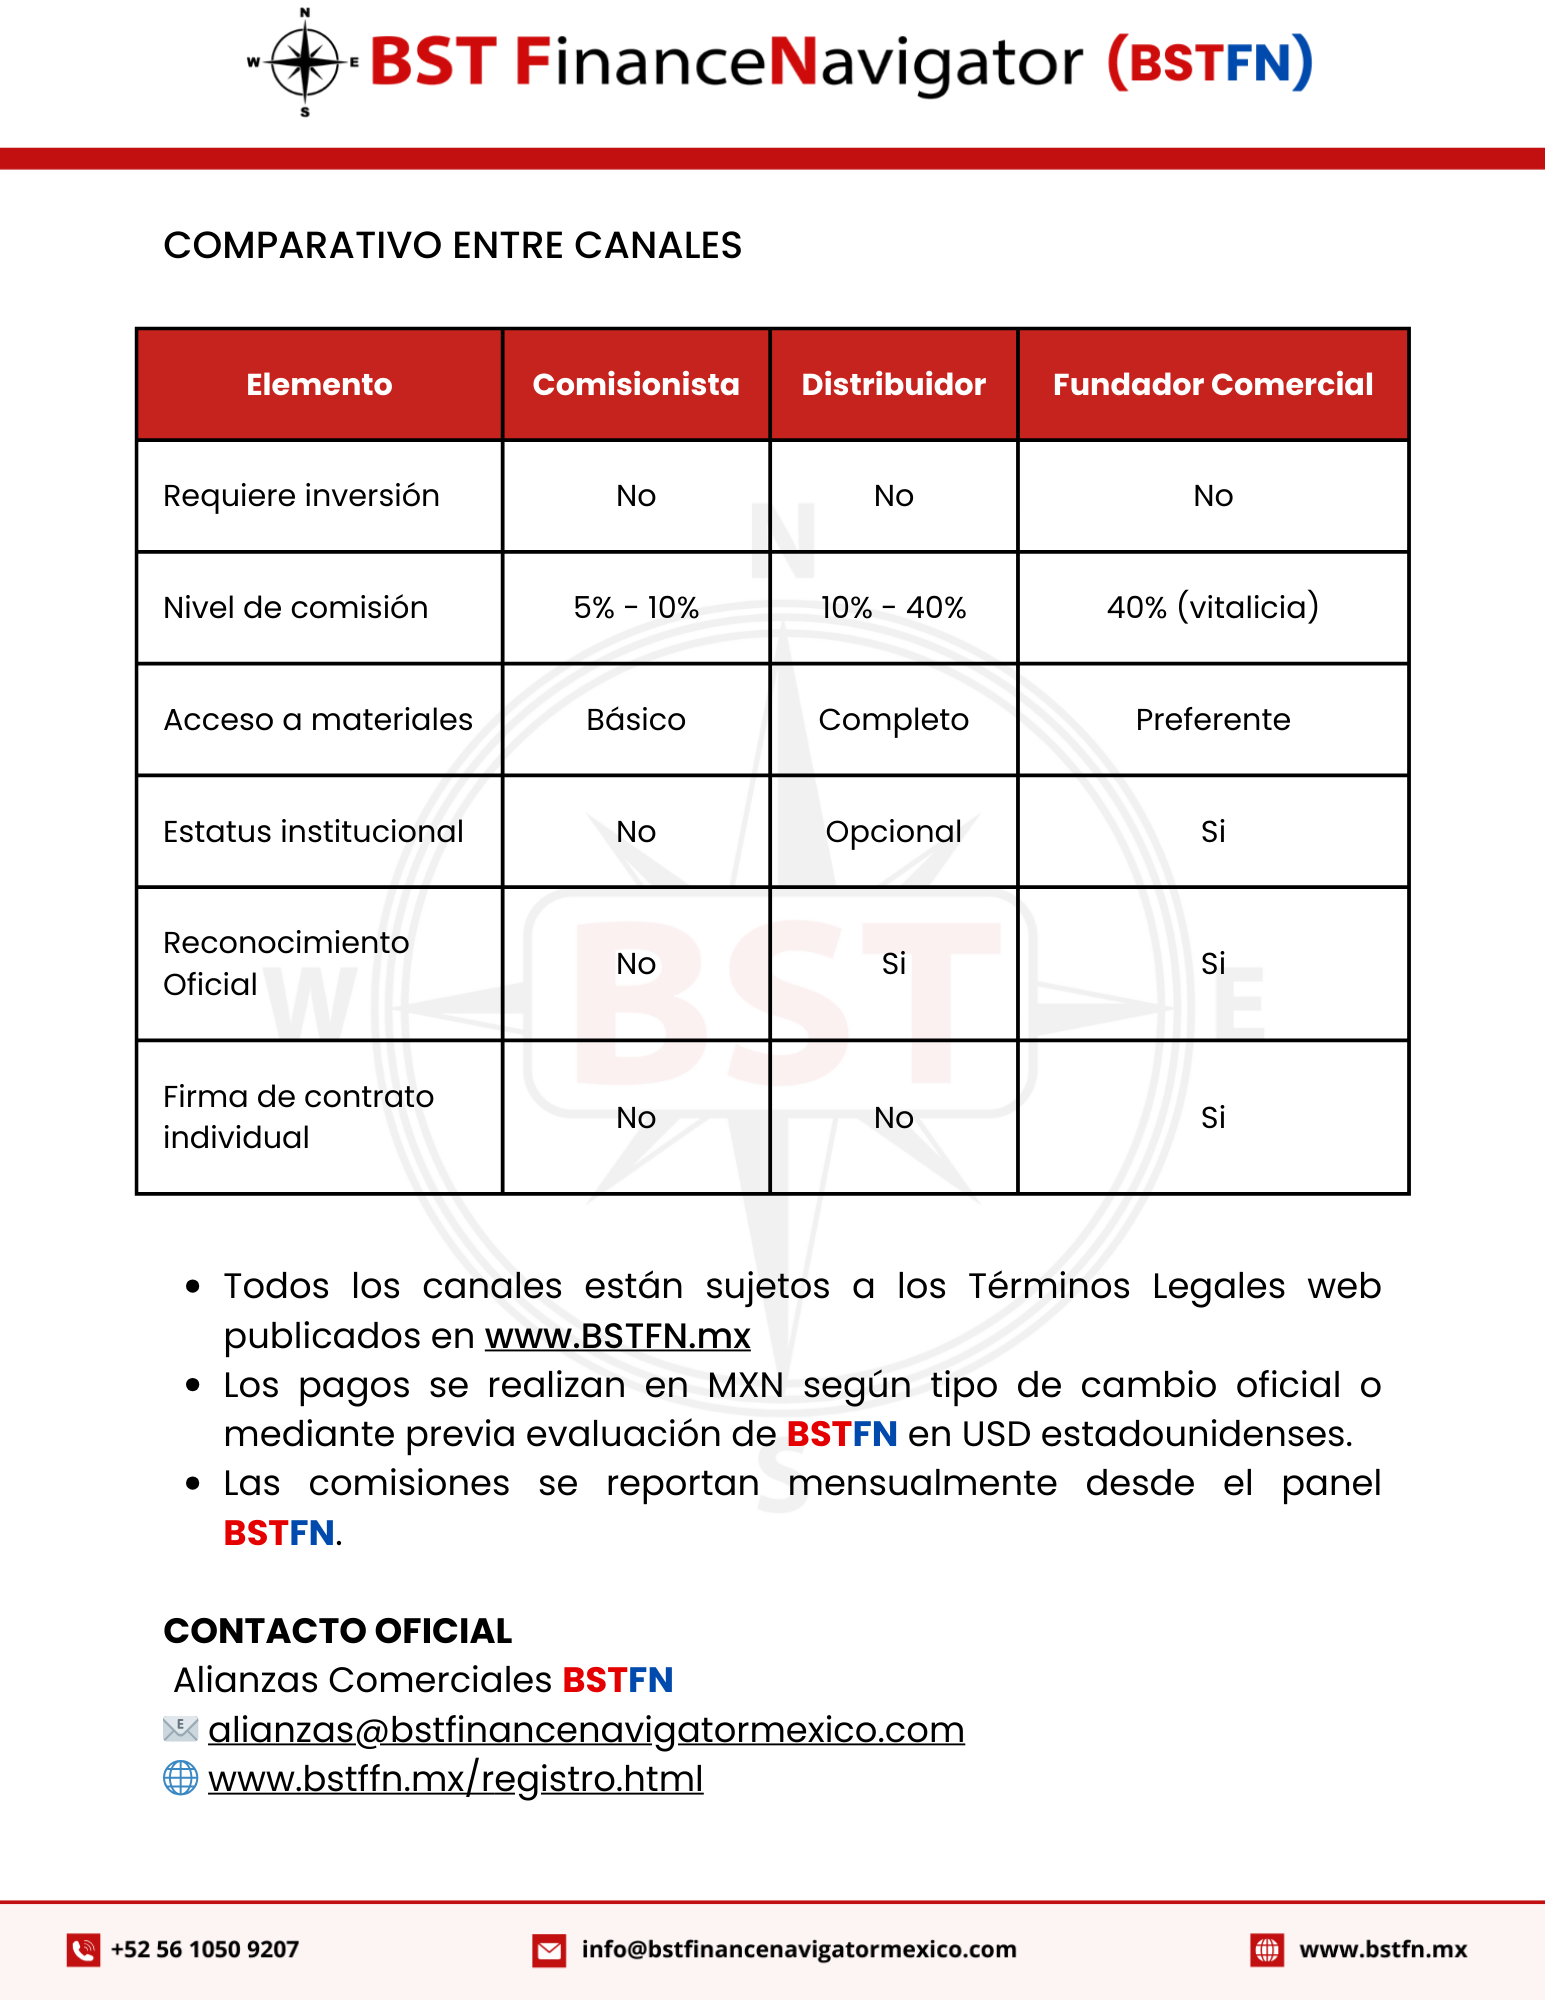 N
W E BST FinanceNavigator (BSTFN)
S
COMPARATIVO ENTRE CANALES
Elemento Comisionista Distribuidor Fundador Comercial
Requiere inversión No No No
Nivel de comisión 5% - 10% 10% - 40% 40% (vitalicia)
Acceso a materiales Básico Completo Preferente
Estatus institucional No Opcional Si
Reconocimiento
Oficial No Si Si
Firma de contrato
individual No No Si
N
W BST E
S
• Todos los canales están sujetos a los Términos Legales web
publicados en www.BSTFN.mx
• Los pagos se realizan en MXN según tipo de cambio oficial o
mediante previa evaluación de BSTFN en USD estadounidenses.
• Las comisiones se reportan mensualmente desde el panel
BSTFN.
CONTACTO OFICIAL
Alianzas Comerciales BSTFN
E alianzas@bstfinancenavigatormexico.com
www.bstffn.mx/registro.html
+52 56 1050 9207 info@bstfinancenavigatormexico.com www.bstfn.mx